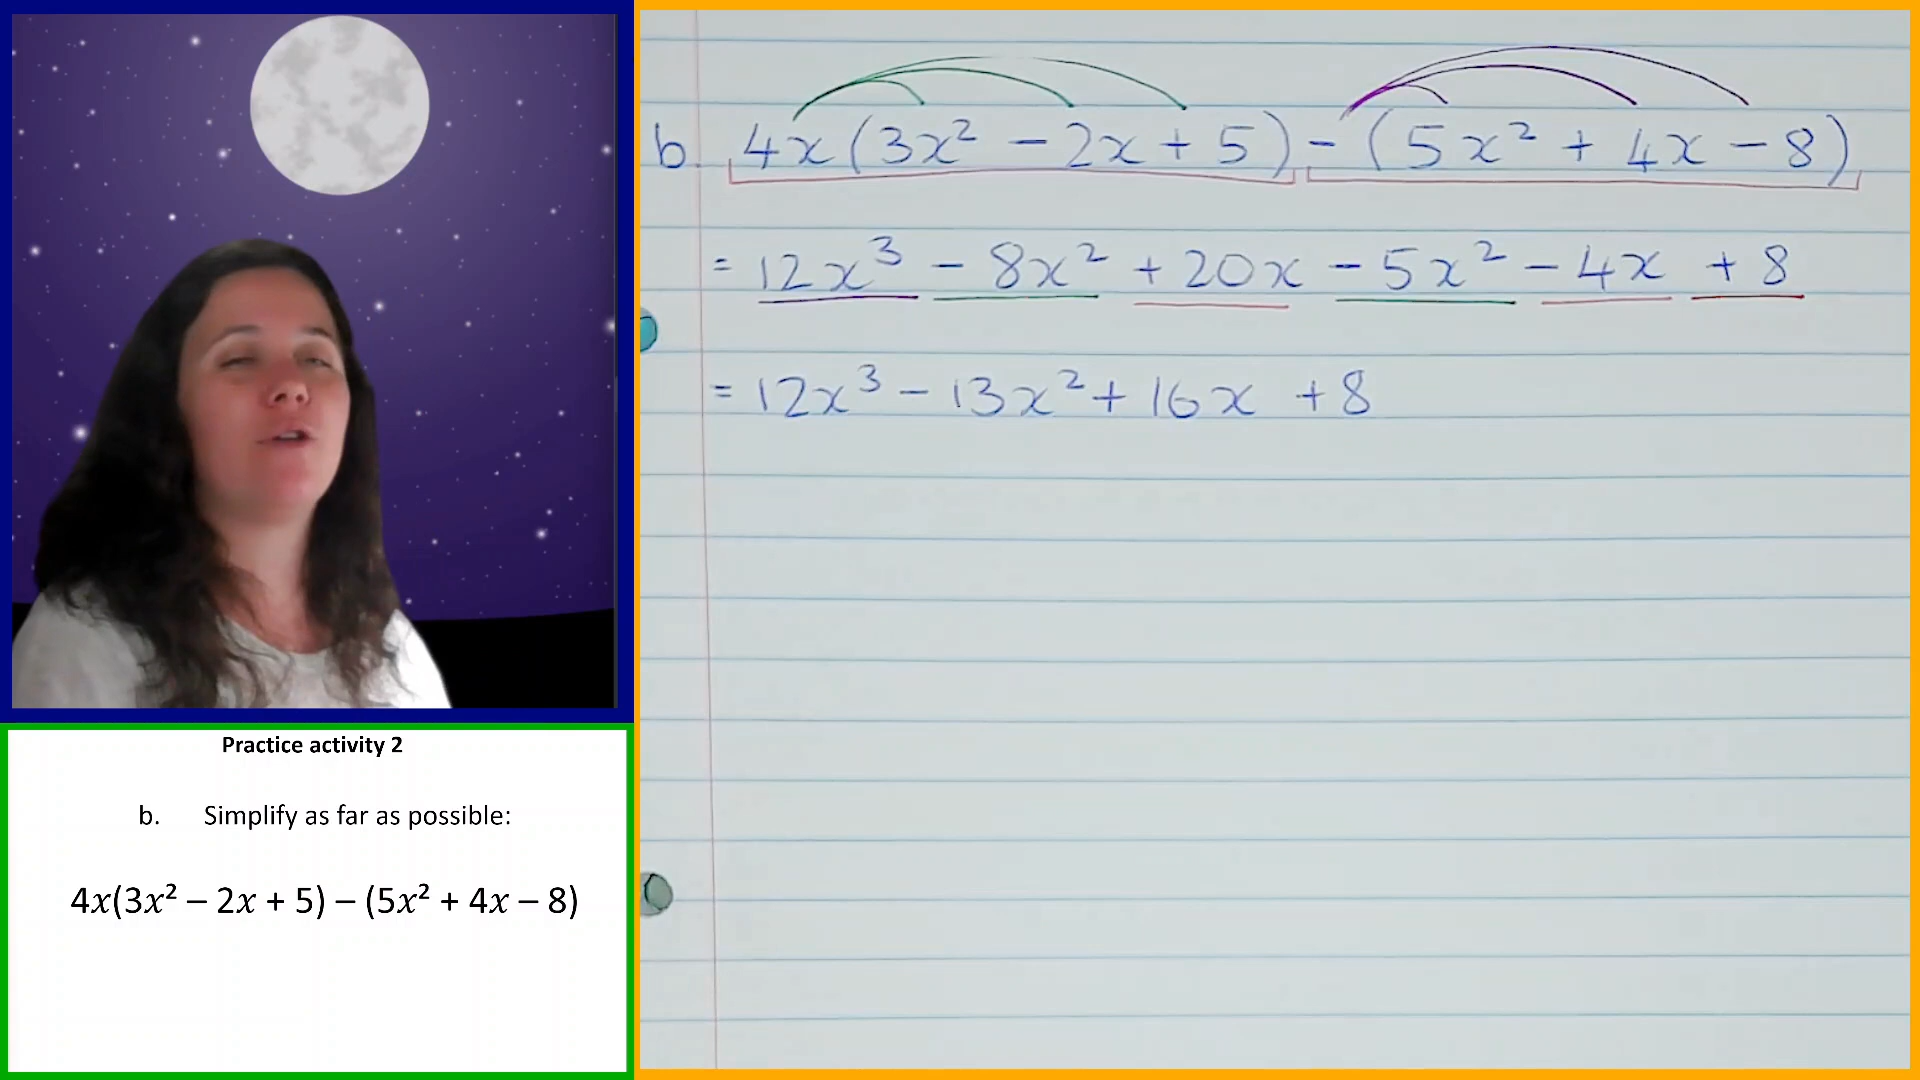 Practice activity 2
b. Simplify as far as possible:
4x(3x² – 2x + 5) – (5x² + 4x – 8)
b. 4x(3x² - 2x + 5) - (5x² + 4x - 8)
= 12x³ - 8x² + 20x - 5x² - 4x + 8
= 12x³ - 13x² + 16x + 8